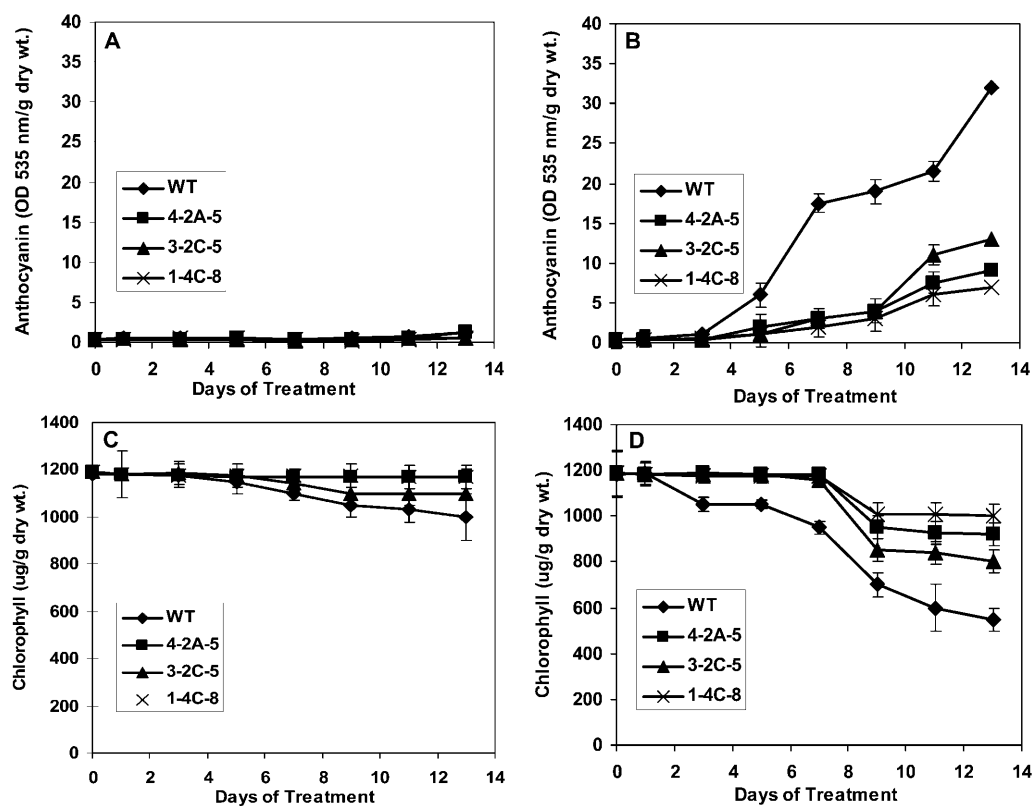 A
Anthocyanin (OD 535 nm/g dry wt.)
40
35
30
25
20
15
10
5
0
WT
4-2A-5
3-2C-5
1-4C-8
0 2 4 6 8 10 12 14
Days of Treatment
B
Anthocyanin (OD 535 nm/g dry wt.)
40
35
30
25
20
15
10
5
0
WT
4-2A-5
3-2C-5
1-4C-8
0 2 4 6 8 10 12 14
Days of Treatment
C
Chlorophyll (ug/g dry wt.)
1400
1200
1000
800
600
400
200
0
WT
4-2A-5
3-2C-5
1-4C-8
0 2 4 6 8 10 12 14
Days of Treatment
D
Chlorophyll (ug/g dry wt.)
1400
1200
1000
800
600
400
200
0
WT
4-2A-5
3-2C-5
1-4C-8
0 2 4 6 8 10 12 14
Days of Treatment